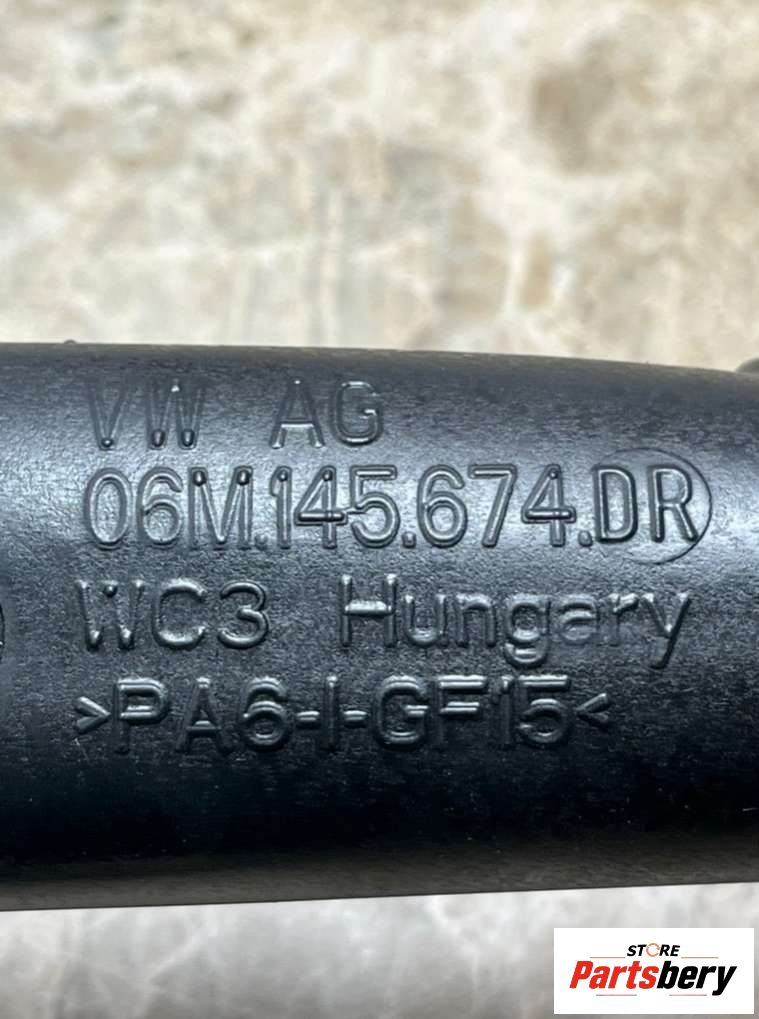 VW AG
06M.145.674.DR
WC3 Hungary
>PA6-I-GF15<
STORE
Partsbery